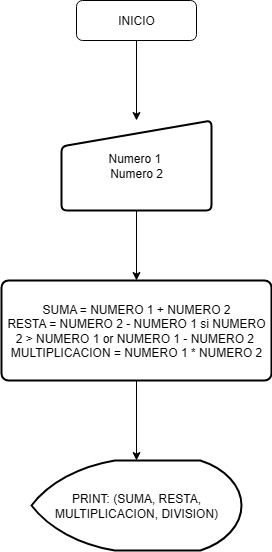 INICIO
Numero 1
Numero 2
SUMA = NUMERO 1 + NUMERO 2
RESTA = NUMERO 2 - NUMERO 1 si NUMERO
2 > NUMERO 1 or NUMERO 1 - NUMERO 2
MULTIPLICACION = NUMERO 1 * NUMERO 2
PRINT: (SUMA, RESTA,
MULTIPLICACION, DIVISION)